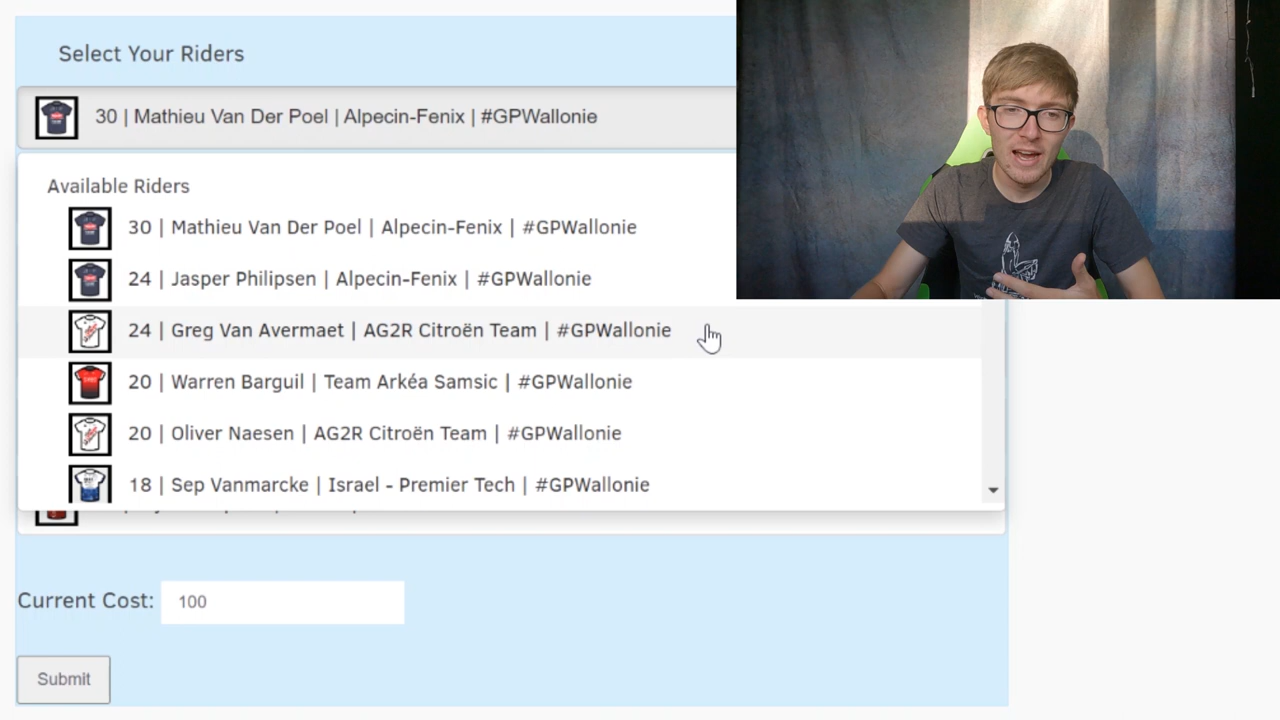 Select Your Riders
30 | Mathieu Van Der Poel | Alpecin-Fenix | #GPWallonie
Available Riders
30 | Mathieu Van Der Poel | Alpecin-Fenix | #GPWallonie
24 | Jasper Philipsen | Alpecin-Fenix | #GPWallonie
24 | Greg Van Avermaet | AG2R Citroën Team | #GPWallonie
20 | Warren Barguil | Team Arkéa Samsic | #GPWallonie
20 | Oliver Naesen | AG2R Citroën Team | #GPWallonie
18 | Sep Vanmarcke | Israel - Premier Tech | #GPWallonie
Current Cost: 100
Submit